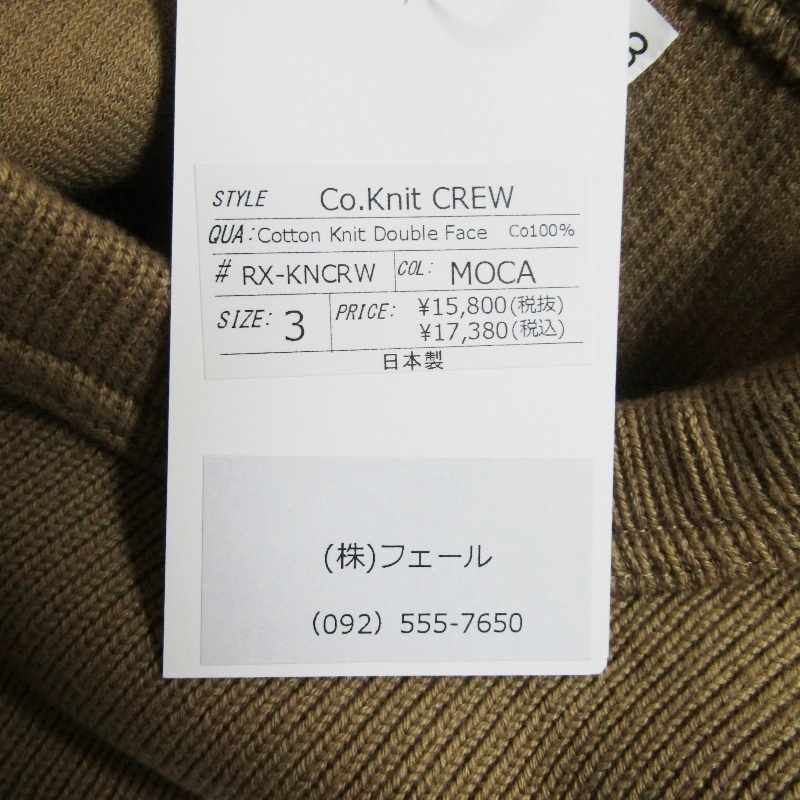 3
STYLE Co.Knit CREW
QUA:Cotton Knit Double Face Co100%
# RX-KNCRW COL: MOCA
SIZE: 3 PRICE: ¥15,800(税抜)
¥17,380(税込)
日本製
(株)フェール
(092) 555-7650